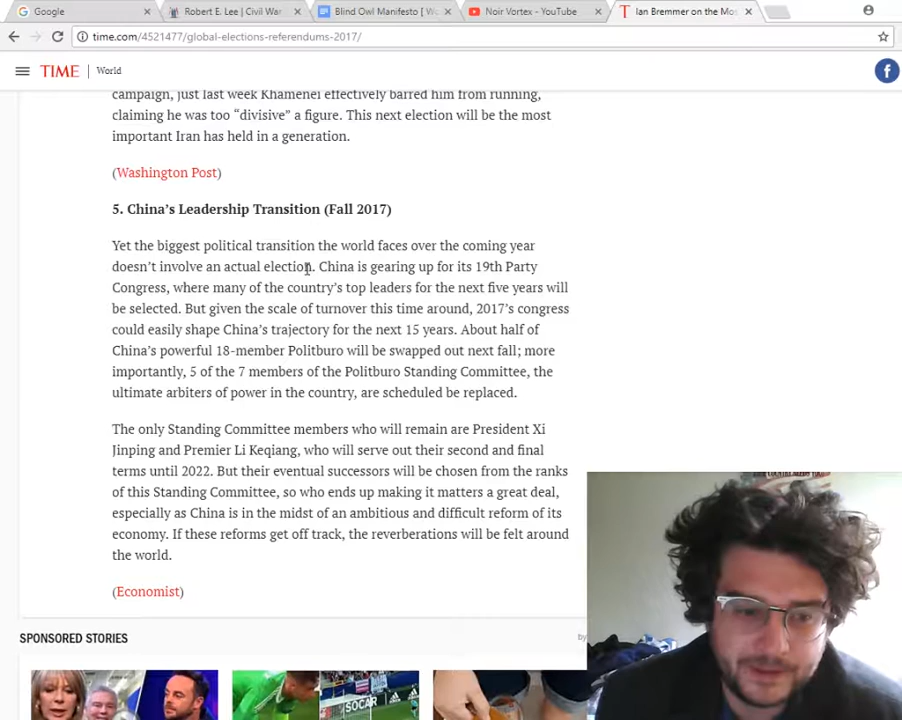 Google
Robert E. Lee | Civil War
Blind Owl Manifesto [
Noir Vortex - YouTube
Ian Bremmer on the Mos
time.com/4521477/global-elections-referendums-2017/
TIME | World
campaign, just last week Khamenei effectively barred him from running,
claiming he was too “divisive” a figure. This next election will be the most
important Iran has held in a generation.
(Washington Post)
5. China’s Leadership Transition (Fall 2017)
Yet the biggest political transition the world faces over the coming year
doesn’t involve an actual election. China is gearing up for its 19th Party
Congress, where many of the country’s top leaders for the next five years will
be selected. But given the scale of turnover this time around, 2017’s congress
could easily shape China’s trajectory for the next 15 years. About half of
China’s powerful 18-member Politburo will be swapped out next fall; more
importantly, 5 of the 7 members of the Politburo Standing Committee, the
ultimate arbiters of power in the country, are scheduled be replaced.
The only Standing Committee members who will remain are President Xi
Jinping and Premier Li Keqiang, who will serve out their second and final
terms until 2022. But their eventual successors will be chosen from the ranks
of this Standing Committee, so who ends up making it matters a great deal,
especially as China is in the midst of an ambitious and difficult reform of its
economy. If these reforms get off track, the reverberations will be felt around
the world.
(Economist)
SPONSORED STORIES
by
SOCAR